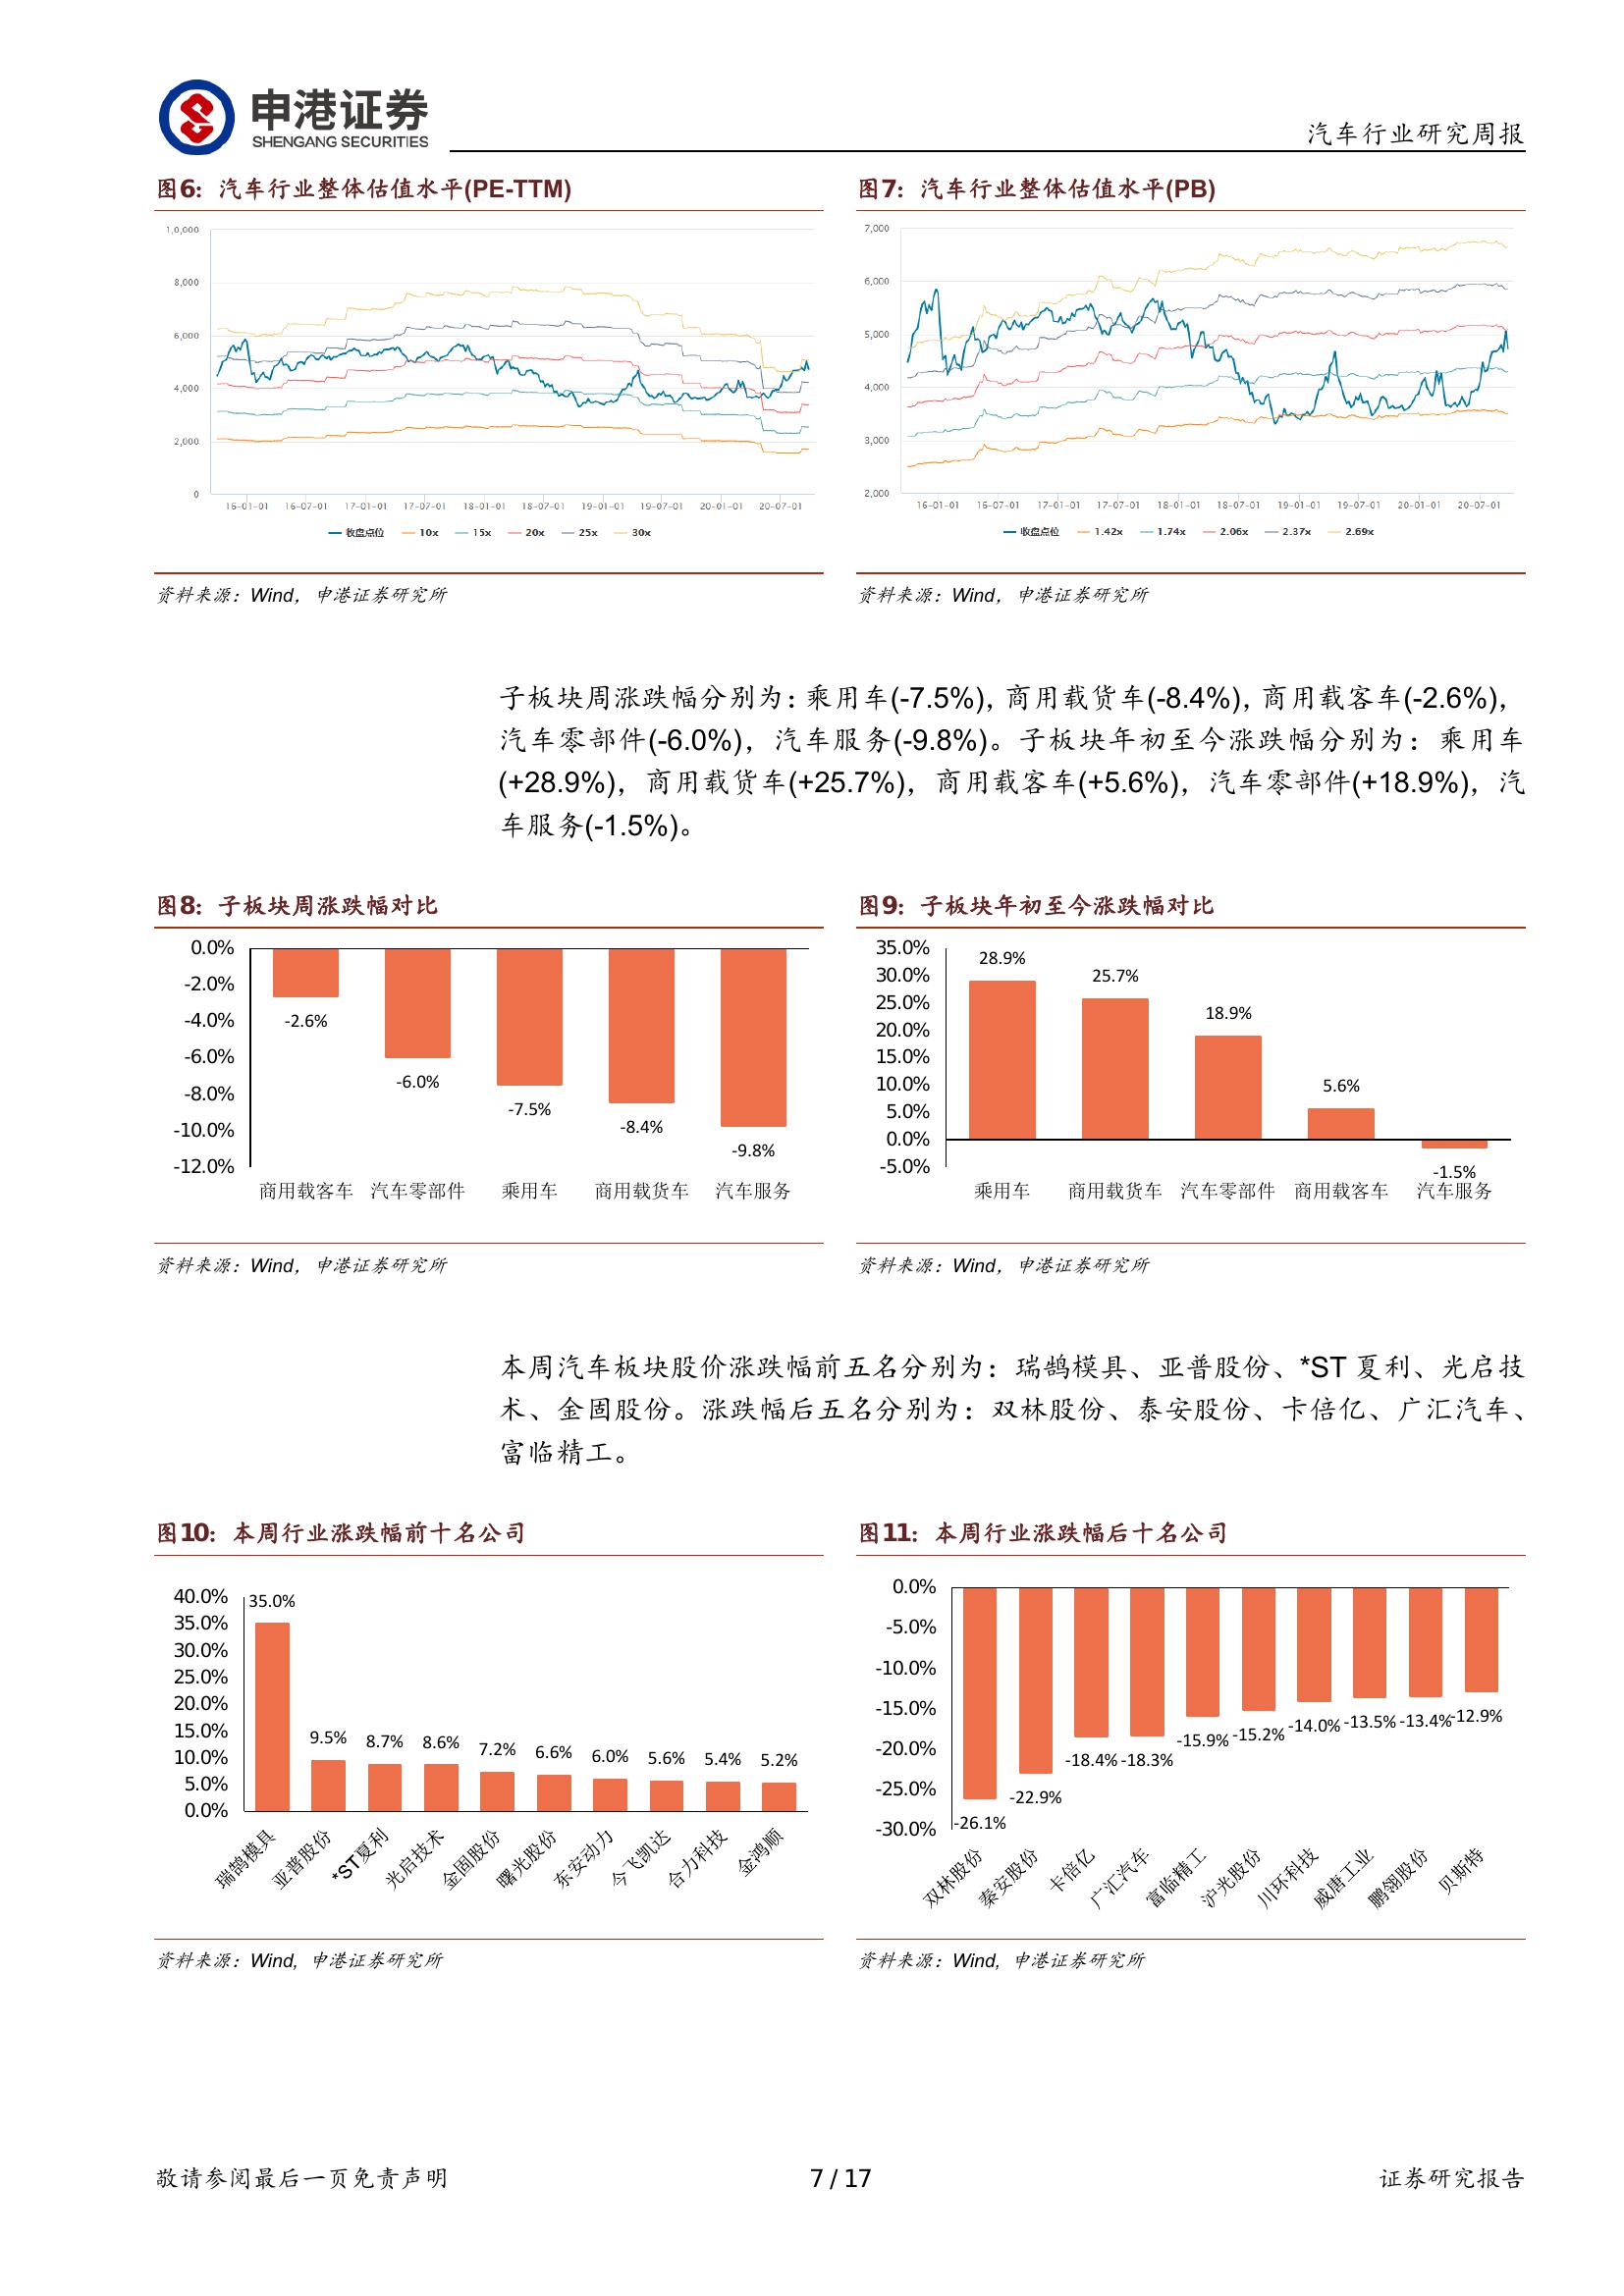 申港证券
SHENGANG SECURITIES
汽车行业研究周报
图6：汽车行业整体估值水平(PE-TTM)
1,0,000
8,000
6,000
4,000
2,000
0
16-01-01 16-07-01 17-01-01 17-07-01 18-01-01 18-07-01 19-01-01 19-07-01 20-01-01 20-07-01
收盘点位 10x 15x 20x 25x 30x
资料来源：Wind，申港证券研究所
图7：汽车行业整体估值水平(PB)
7,000
6,000
5,000
4,000
3,000
2,000
16-01-01 16-07-01 17-01-01 17-07-01 18-01-01 18-07-01 19-01-01 19-07-01 20-01-01 20-07-01
收盘点位 1.42x 1.74x 2.06x 2.37x 2.69x
资料来源：Wind，申港证券研究所
子板块周涨跌幅分别为：乘用车(-7.5%)，商用载货车(-8.4%)，商用载客车(-2.6%)，
汽车零部件(-6.0%)，汽车服务(-9.8%)。子板块年初至今涨跌幅分别为：乘用车
(+28.9%)，商用载货车(+25.7%)，商用载客车(+5.6%)，汽车零部件(+18.9%)，汽
车服务(-1.5%)。
图8：子板块周涨跌幅对比
0.0%
-2.0%
-4.0%
-6.0%
-8.0%
-10.0%
-12.0%
-2.6%
-6.0%
-7.5%
-8.4%
-9.8%
商用载客车 汽车零部件 乘用车 商用载货车 汽车服务
资料来源：Wind，申港证券研究所
图9：子板块年初至今涨跌幅对比
35.0%
30.0%
25.0%
20.0%
15.0%
10.0%
5.0%
0.0%
-5.0%
28.9%
25.7%
18.9%
5.6%
-1.5%
乘用车 商用载货车 汽车零部件 商用载客车 汽车服务
资料来源：Wind，申港证券研究所
本周汽车板块股价涨跌幅前五名分别为：瑞鹄模具、亚普股份、*ST 夏利、光启技
术、金固股份。涨跌幅后五名分别为：双林股份、泰安股份、卡倍亿、广汇汽车、
富临精工。
图10：本周行业涨跌幅前十名公司
40.0%
35.0%
30.0%
25.0%
20.0%
15.0%
10.0%
5.0%
0.0%
35.0%
9.5% 8.7% 8.6% 7.2% 6.6% 6.0% 5.6% 5.4% 5.2%
瑞鹄模具 亚普股份 *ST夏利 光启技术 金固股份 曙光股份 东安动力 今飞凯达 合力科技 金鸿顺
资料来源：Wind, 申港证券研究所
图11：本周行业涨跌幅后十名公司
0.0%
-5.0%
-10.0%
-15.0%
-20.0%
-25.0%
-30.0%
-26.1% -22.9% -18.4% -18.3% -15.9% -15.2% -14.0% -13.5% -13.4% -12.9%
双林股份 秦安股份 卡倍亿 广汇汽车 富临精工 沪光股份 川环科技 威唐工业 鹏翎股份 贝斯特
资料来源：Wind, 申港证券研究所
敬请参阅最后一页免责声明
7 / 17
证券研究报告